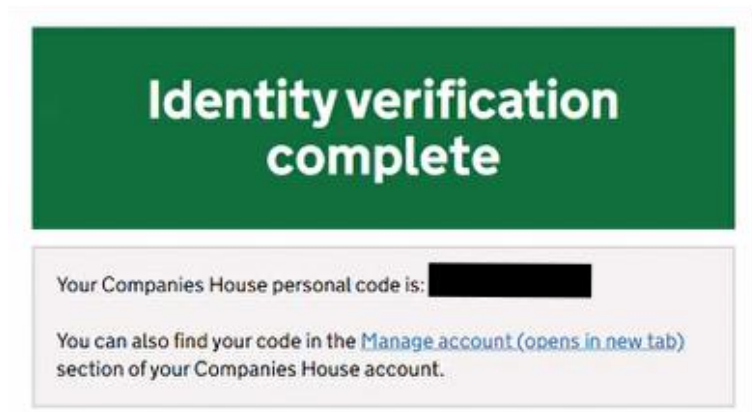 Identity verification
complete
Your Companies House personal code is:
You can also find your code in the Manage account (opens in new tab)
section of your Companies House account.